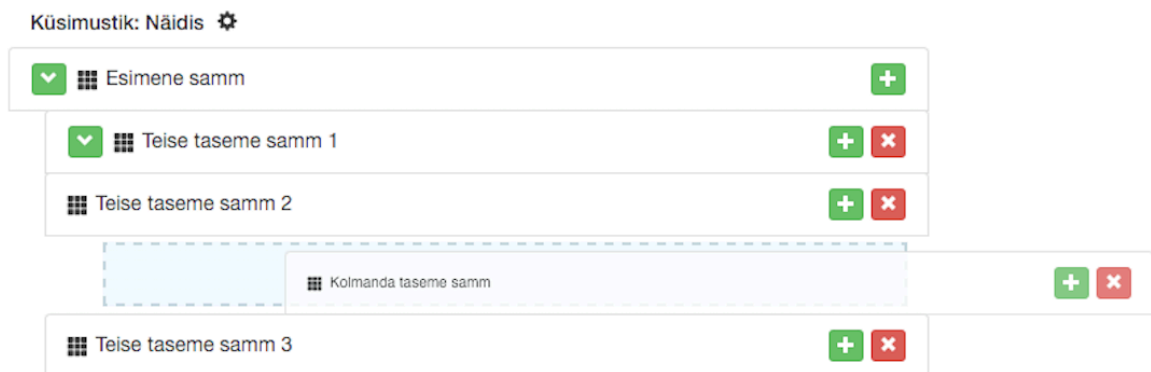 Küsimustik: Näidis
Esimene samm
Teise taseme samm 1
Teise taseme samm 2
Kolmanda taseme samm
Teise taseme samm 3